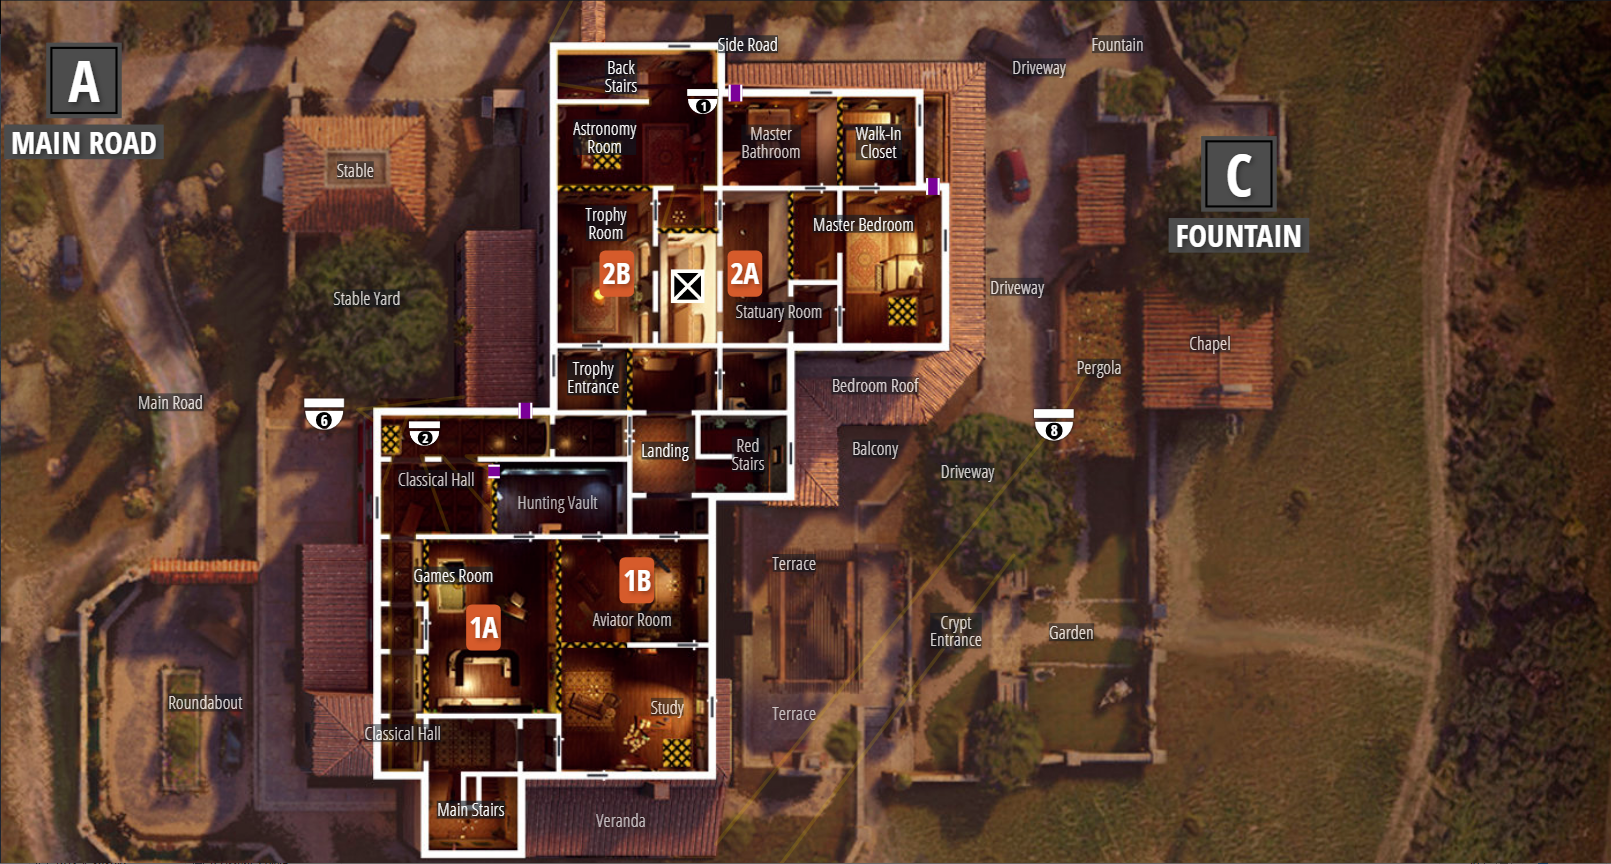 A
MAIN ROAD
Side Road
Fountain
Driveway
Back
Stairs
1
Astronomy
Room
Master
Bathroom
Walk-In
Closet
C
FOUNTAIN
Stable
Trophy
Room
Master Bedroom
2B
2A
Stable Yard
Statuary Room
Driveway
Chapel
Trophy
Entrance
Bedroom Roof
Pergola
Main Road
6
2
8
Landing
Red
Stairs
Balcony
Classical Hall
Driveway
Hunting Vault
Terrace
Games Room
1B
1A
Aviator Room
Crypt
Entrance
Garden
Roundabout
Study
Terrace
Classical Hall
Main Stairs
Veranda